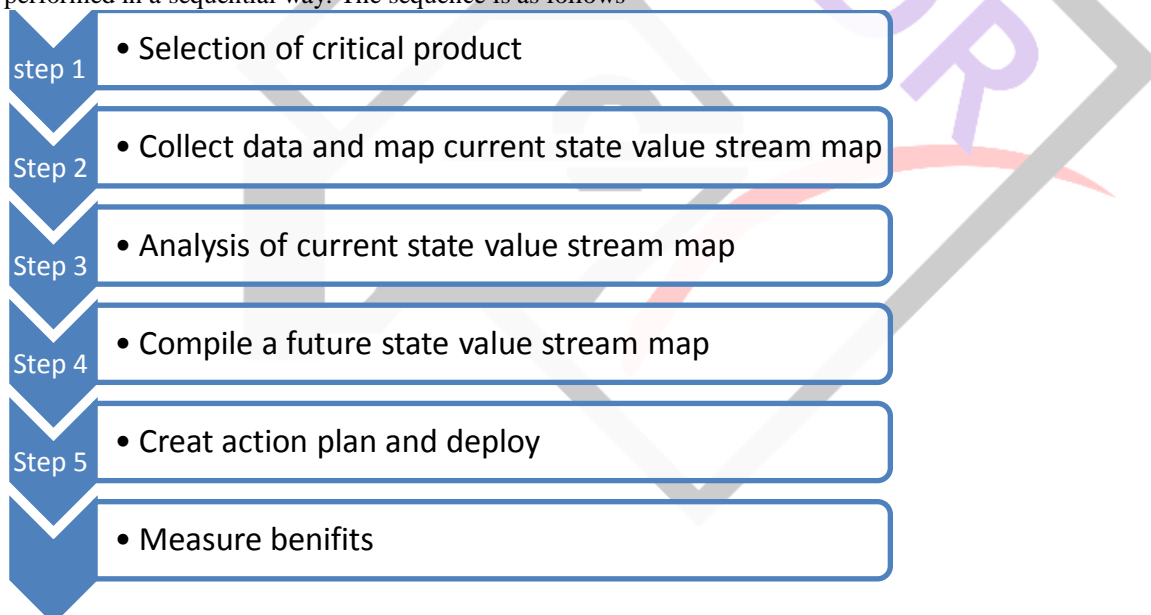 performed in a sequential way. The sequence is as follows
step 1
• Selection of critical product
Step 2
• Collect data and map current state value stream map
Step 3
• Analysis of current state value stream map
Step 4
• Compile a future state value stream map
Step 5
• Creat action plan and deploy
• Measure benifits